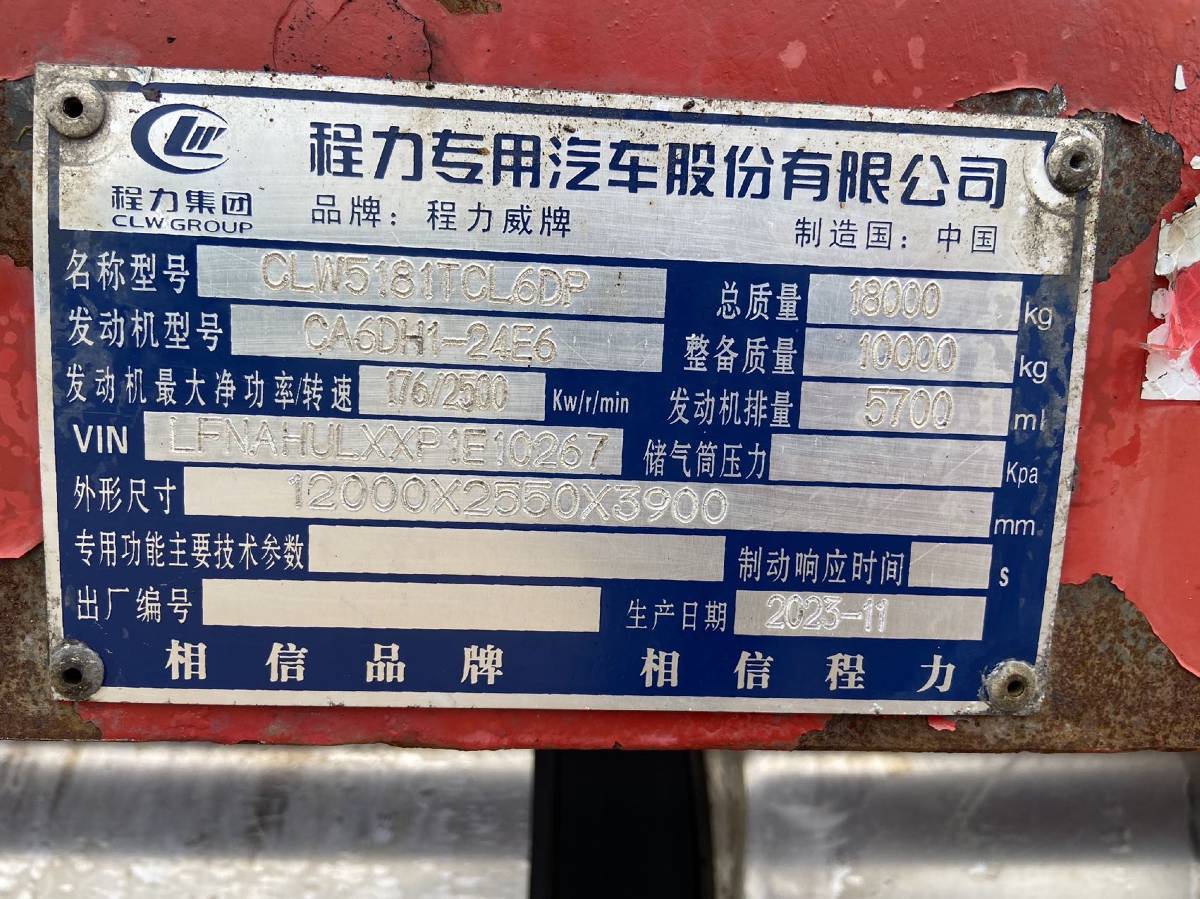 程力专用汽车股份有限公司
程力集团
CLW GROUP
品牌：程力威牌 制造国：中国
名称型号 CLW5181TCL6DP 总质量 18000 kg
发动机型号 CA6DH1-24E6 整备质量 10000 kg
发动机最大净功率/转速 176/2500 Kw/r/min 发动机排量 5700 ml
VIN LFNAHULXXP1E10267 储气筒压力 Kpa
外形尺寸 12000X2550X3900 mm
专用功能主要技术参数 制动响应时间 s
出厂编号 生产日期 2023-11
相信品牌 相信程力